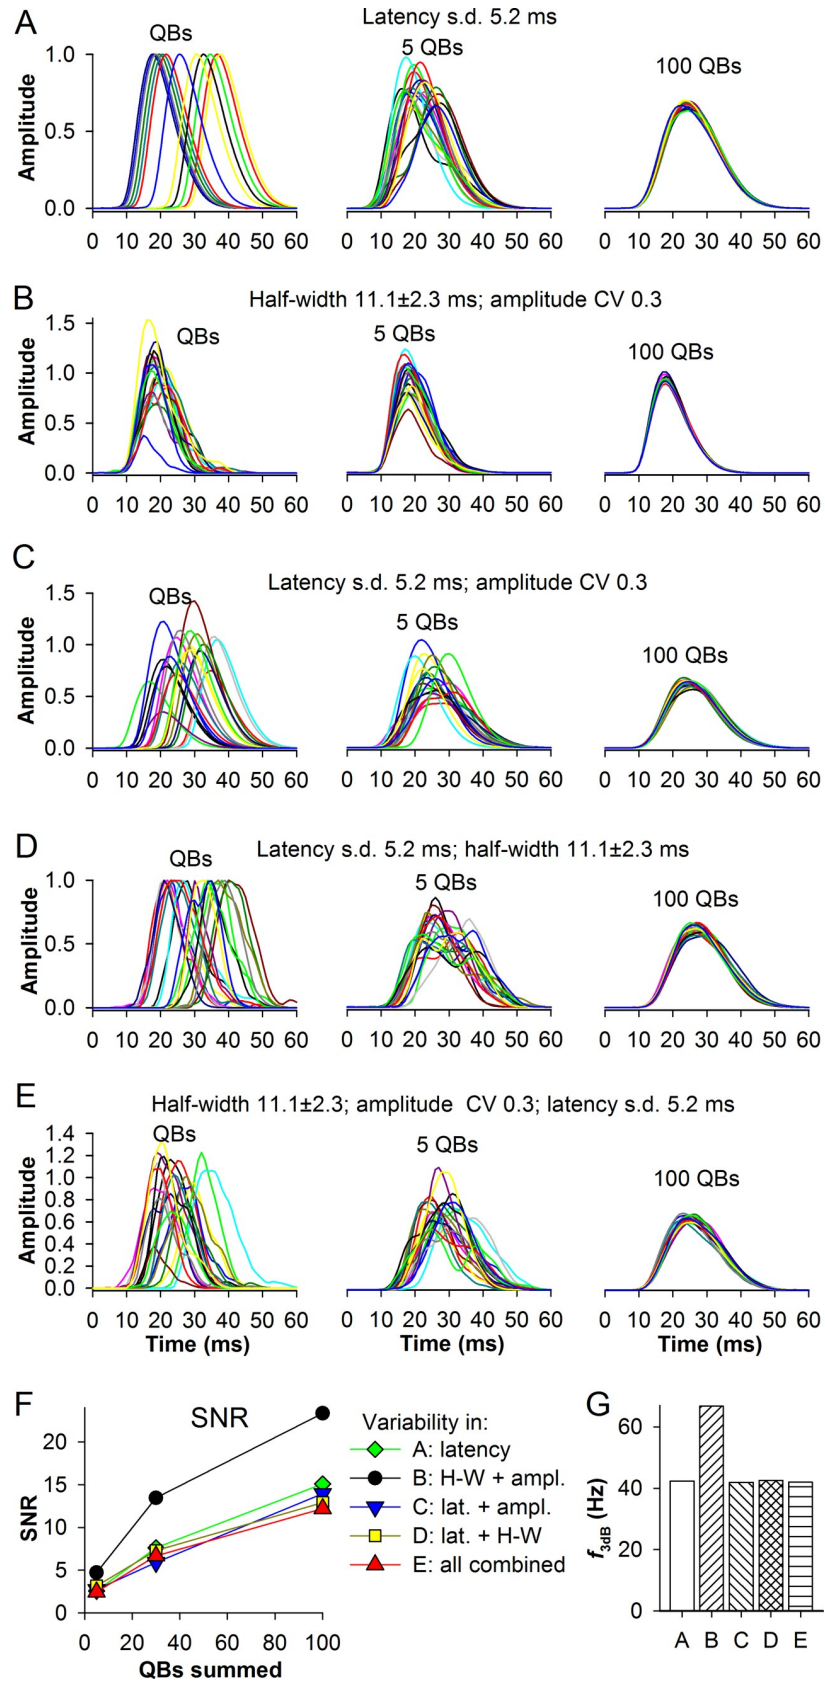 A
Latency s.d. 5.2 ms
QBs
5 QBs
100 QBs
Amplitude
1.0
0.5
0.0
0 10 20 30 40 50 60
0 10 20 30 40 50 60
0 10 20 30 40 50 60
B
Half-width 11.1±2.3 ms; amplitude CV 0.3
QBs
5 QBs
100 QBs
Amplitude
1.5
1.0
0.5
0.0
0 10 20 30 40 50 60
0 10 20 30 40 50 60
0 10 20 30 40 50 60
C
Latency s.d. 5.2 ms; amplitude CV 0.3
QBs
5 QBs
100 QBs
Amplitude
1.5
1.0
0.5
0.0
0 10 20 30 40 50 60
0 10 20 30 40 50 60
0 10 20 30 40 50 60
D
Latency s.d. 5.2 ms; half-width 11.1±2.3 ms
QBs
5 QBs
100 QBs
Amplitude
1.0
0.5
0.0
0 10 20 30 40 50 60
0 10 20 30 40 50 60
0 10 20 30 40 50 60
E
Half-width 11.1±2.3; amplitude CV 0.3; latency s.d. 5.2 ms
QBs
5 QBs
100 QBs
Amplitude
1.4
1.2
1.0
0.8
0.6
0.4
0.2
0.0
0 10 20 30 40 50 60
0 10 20 30 40 50 60
0 10 20 30 40 50 60
Time (ms)
Time (ms)
Time (ms)
F
SNR
SNR
20
15
10
5
0
0 20 40 60 80 100
QBs summed
Variability in:
A: latency
B: H-W + ampl.
C: lat. + ampl.
D: lat. + H-W
E: all combined
G
f3dB (Hz)
60
40
20
0
A B C D E